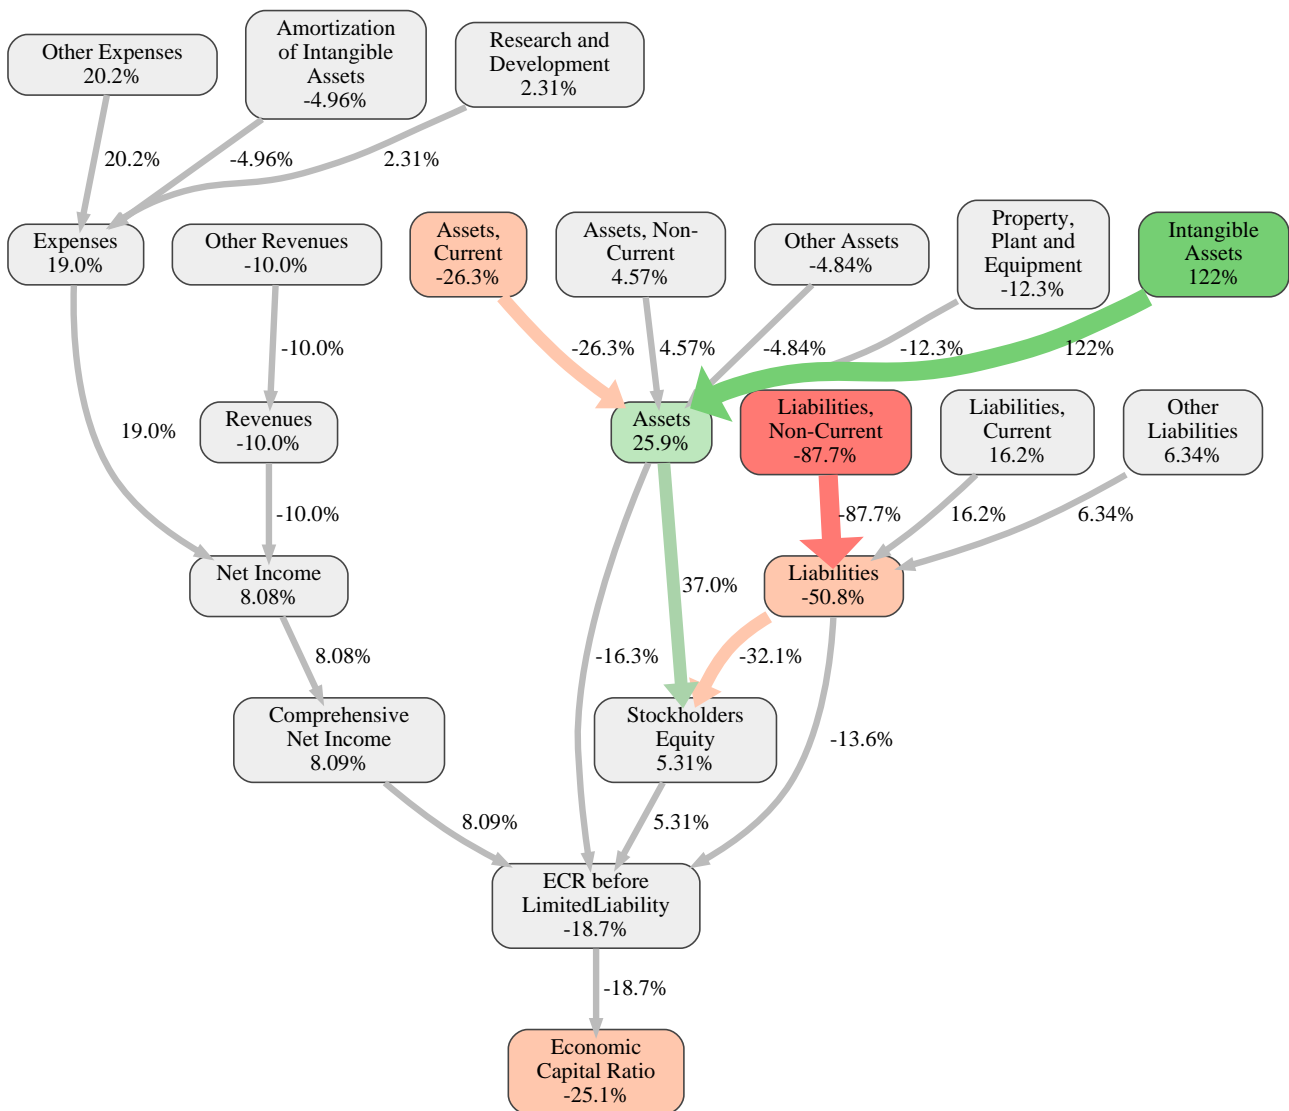 Other Expenses
20.2%
Amortization
of Intangible
Assets
-4.96%
Research and
Development
2.31%
20.2%
-4.96%
2.31%
Expenses
19.0%
Other Revenues
-10.0%
Assets,
Current
-26.3%
Assets, Non-
Current
4.57%
Other Assets
-4.84%
Property,
Plant and
Equipment
-12.3%
Intangible
Assets
122%
-10.0%
-26.3%
4.57%
-4.84%
-12.3%
122%
19.0%
Revenues
-10.0%
Assets
25.9%
Liabilities,
Non-Current
-87.7%
Liabilities,
Current
16.2%
Other
Liabilities
6.34%
-10.0%
-87.7%
16.2%
6.34%
Net Income
8.08%
37.0%
Liabilities
-50.8%
8.08%
-16.3%
-32.1%
Comprehensive
Net Income
8.09%
Stockholders
Equity
5.31%
-13.6%
8.09%
5.31%
ECR before
LimitedLiability
-18.7%
-18.7%
Economic
Capital Ratio
-25.1%